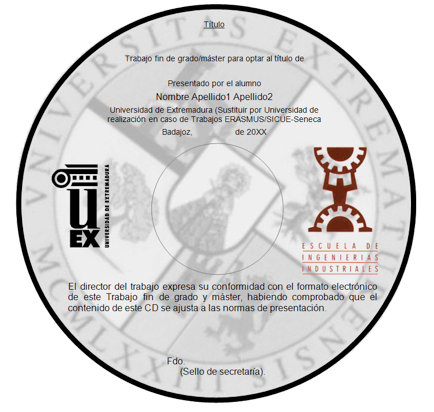 Título
Trabajo fin de grado/máster para optar al título de
Presentado por el alumno
Nombre Apellido1 Apellido2
Universidad de Extremadura (Sustituir por Universidad de
realización en caso de Trabajos ERASMUS/SICUE-Seneca
Badajoz, de 20XX
UNIVERSITAS EXTREMATURENSIS MCMLXXIII
UEX
UNIVERSIDAD DE EXTREMADURA
ESCUELA DE
INGENIERIAS
INDUSTRIALES
El director del trabajo expresa su conformidad con el formato electrónico
de este Trabajo fin de grado y máster, habiendo comprobado que el
contenido de este CD se ajusta a las normas de presentación.
Fdo.
(Sello de secretaría)